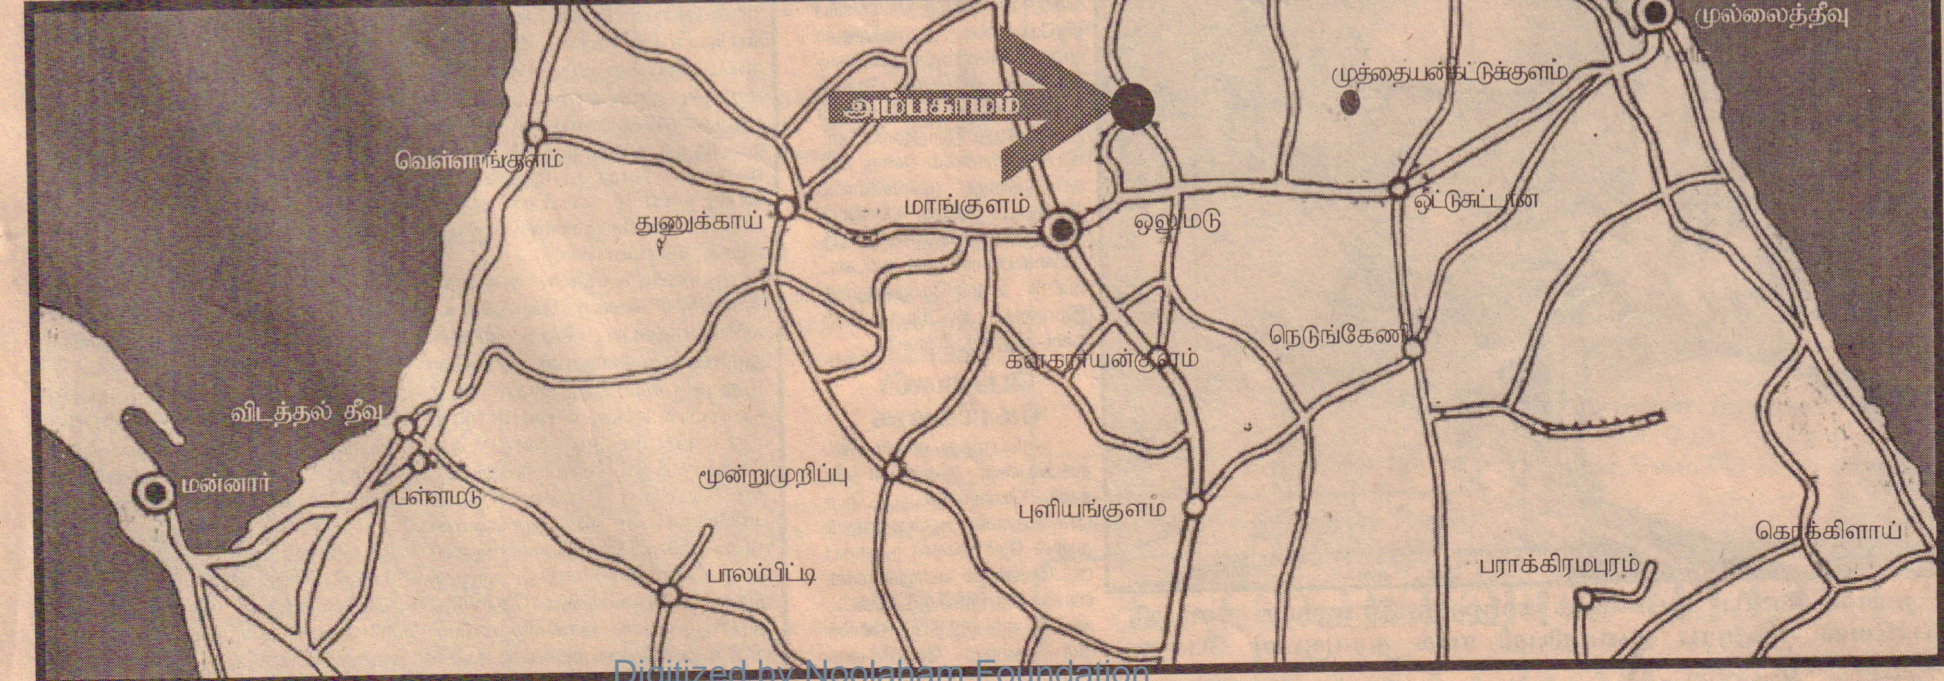 முல்லைத்தீவு
முத்தையன்கட்டுக்குளம்
அம்பகாமம்
வெள்ளாங்குளம்
துணுக்காய்
மாங்குளம்
ஒலுமடு
ஒட்டுசுட்டான்
நெடுங்கேணி
கனகராயன்குளம்
விடத்தல் தீவு
மன்னார்
பள்ளமடு
மூன்றுமுறிப்பு
புளியங்குளம்
கொக்கிளாய்
பராக்கிரமபுரம்
பாலம்பிட்டி
Digitized by Noolaham Foundation